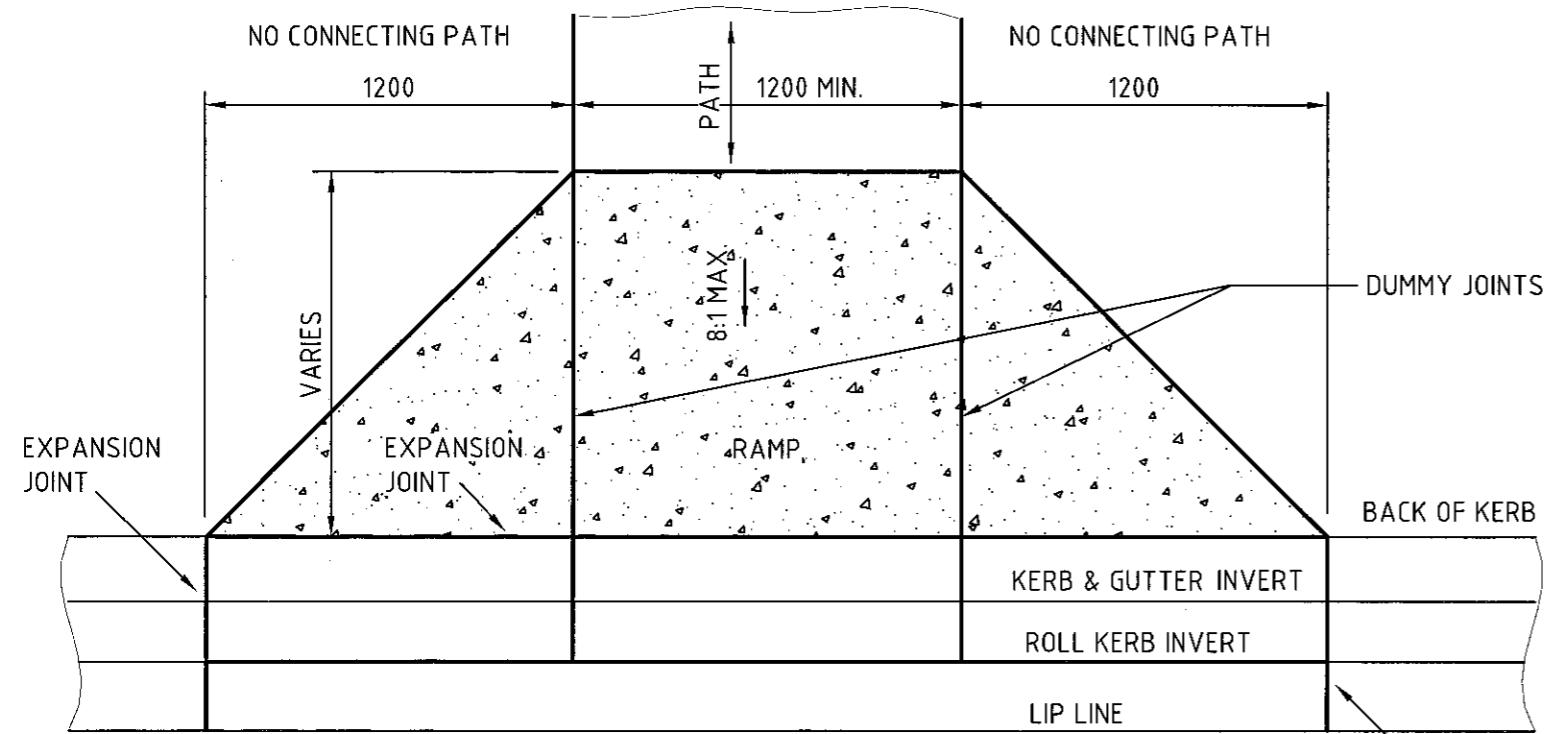 NO CONNECTING PATH
NO CONNECTING PATH
1200
1200 MIN.
1200
PATH
8:1 MAX.
DUMMY JOINTS
VARIES
EXPANSION
JOINT
EXPANSION
JOINT
RAMP
BACK OF KERB
KERB & GUTTER INVERT
ROLL KERB INVERT
LIP LINE